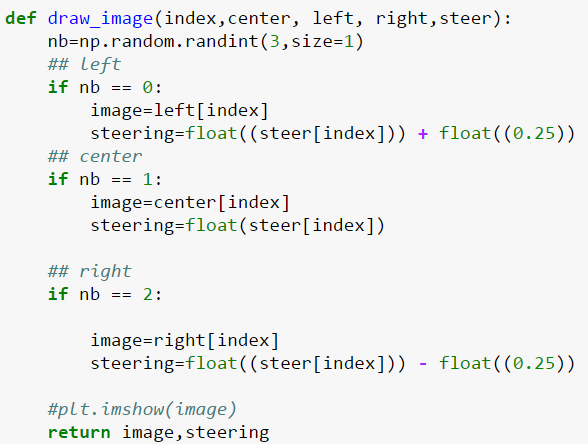 def draw_image(index,center, left, right,steer):
    nb=np.random.randint(3,size=1)
    ## left
    if nb == 0:
        image=left[index]
        steering=float((steer[index])) + float((0.25))
    ## center
    if nb == 1:
        image=center[index]
        steering=float(steer[index])
    ## right
    if nb == 2:
        image=right[index]
        steering=float((steer[index])) - float((0.25))
    #plt.imshow(image)
    return image,steering